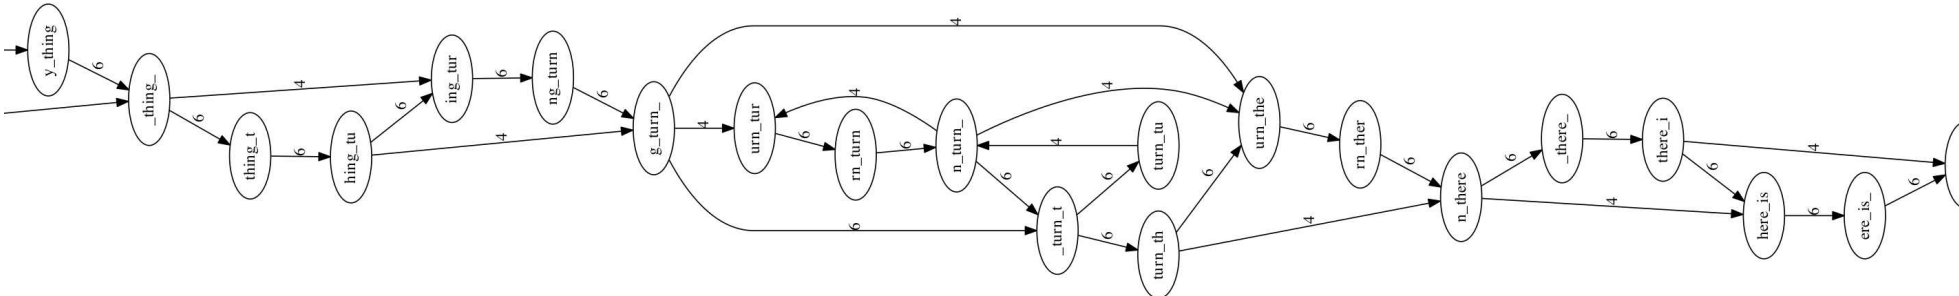 y_thing
6
_thing_
4
6
thing_t
6
hing_tu
6
4
ing_tur
6
ng_turn
6
g_turn_
4
4
6
urn_tur
6
rn_turn
6
n_turn_
4
4
6
_turn_t
6
6
turn_tu
4
turn_th
6
4
urn_the
6
rn_ther
6
n_there
6
4
_there_
6
there_i
4
6
here_is
6
ere_is_
6